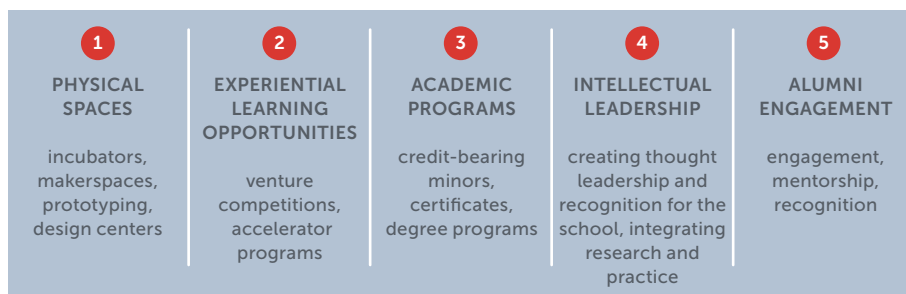 1
PHYSICAL
SPACES
incubators,
makerspaces,
prototyping,
design centers
2
EXPERIENTIAL
LEARNING
OPPORTUNITIES
venture
competitions,
accelerator
programs
3
ACADEMIC
PROGRAMS
credit-bearing
minors,
certificates,
degree programs
4
INTELLECTUAL
LEADERSHIP
creating thought
leadership and
recognition for the
school, integrating
research and
practice
5
ALUMNI
ENGAGEMENT
engagement,
mentorship,
recognition